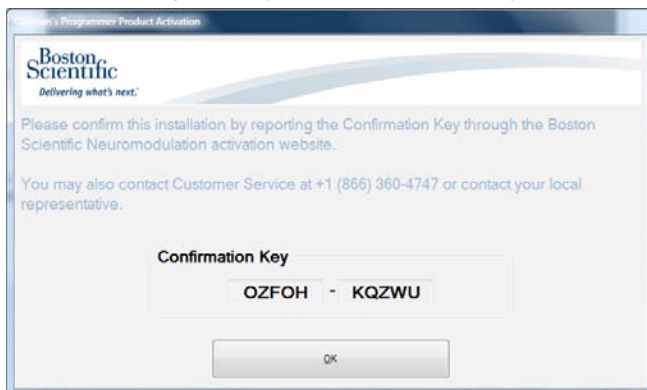 Clinician's Programmer Product Activation
Boston
Scientific
Delivering what's next.™
Please confirm this installation by reporting the Confirmation Key through the Boston
Scientific Neuromodulation activation website.
You may also contact Customer Service at +1 (866) 360-4747 or contact your local
representative.
Confirmation Key
OZFOH - KQZWU
OK